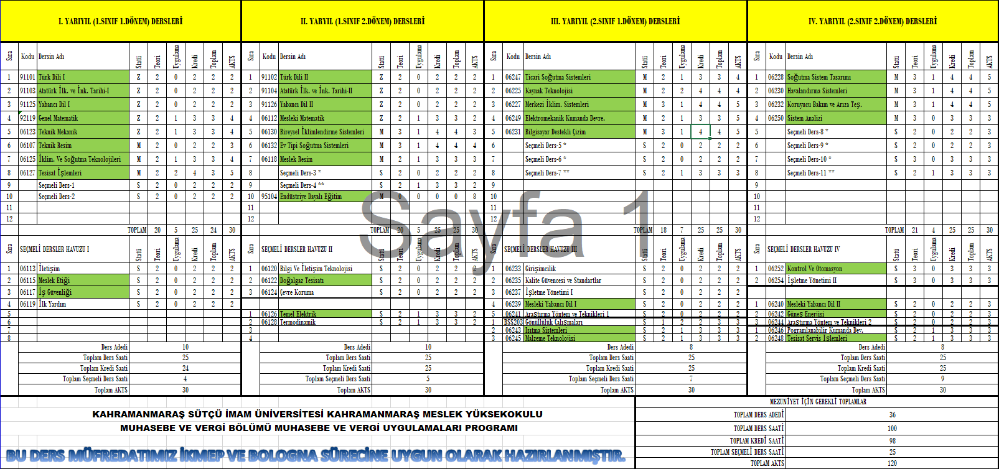 I. YARIYIL (1.SINIF 1.DÖNEM) DERSLERİ
Sıra Kodu Dersin Adı Statü Teori Uygulama Kredi Toplam AKTS
1 91101 Türk Dili I Z 2 0 2 2 2
2 91103 Atatürk İlk. ve İnk. Tarihi-I Z 2 0 2 2 2
3 91125 Yabancı Dil I Z 2 0 2 2 2
4 92119 Genel Matematik Z 2 1 3 3 4
5 06123 Teknik Mekanik Z 2 1 3 3 4
6 06107 Teknik Resim M 2 0 2 2 3
7 06125 İklim. Ve Soğutma Teknolojileri M 2 1 3 3 4
8 06127 Tesisat İşlemleri M 2 2 4 3 5
9 Seçmeli Ders-1 S 2 0 2 2 2
10 Seçmeli Ders-2 S 2 0 2 2 2
11
12
TOPLAM 20 5 25 24 30
Sıra SEÇMELİ DERSLER HAVUZU I Statü Teori Uygulama Kredi Toplam AKTS
1 06113 İletişim S 2 0 2 2 2
2 06115 Meslek Etiği S 2 0 2 2 2
3 06117 İş Güvenliği S 2 0 2 2 2
4 06119 İlk Yardım S 2 0 2 2 2
5
6
7
8
Ders Adedi 10
Toplam Ders Saati 25
Toplam Kredi Saati 24
Toplam Seçmeli Ders Saati 4
Toplam AKTS 30
II. YARYIL (1.SINIF 2.DÖNEM) DERSLERİ
Sıra Kodu Dersin Adı Statü Teori Uygulama Kredi Toplam AKTS
1 91102 Türk Dili II Z 2 0 2 2 2
2 91104 Atatürk İlk. ve İnk. Tarihi-II Z 2 0 2 2 2
3 91126 Yabancı Dil II Z 2 0 2 2 2
4 06112 Mesleki Matematik Z 2 1 3 3 2
5 06130 Bireysel İklimlendirme Sistemleri M 3 1 4 4 3
6 06132 Ev Tipi Soğutma Sistemleri M 3 1 4 4 4
7 06118 Meslek Resim M 2 1 3 3 3
8 Seçmeli Ders-3 * S 2 0 2 2 2
9 Seçmeli Ders-4 ** S 2 1 3 3 2
10 95104 Endüstriye Dayalı Eğitim M 0 0 0 0 8
11
12
TOPLAM 20 5 25 25 30
Sıra SEÇMELİ DERSLER HAVUZU II Statü Teori Uygulama Kredi Toplam AKTS
1 06120 Bilgi Ve İletişim Teknolojisi S 2 0 2 2 2
2 06122 Doğalgaz Tesisatı S 2 0 2 2 2
3 06124 Çevre Koruma S 2 0 2 2 2
1 06126 Temel Elektrik S 2 1 3 3 2
2 06128 Termodinamik S 2 1 3 3 2
3
4
Ders Adedi 10
Toplam Ders Saati 25
Toplam Kredi Saati 25
Toplam Seçmeli Ders Saati 5
Toplam AKTS 30
III. YARIYIL (2.SINIF 1.DÖNEM) DERSLERİ
Sıra Kodu Dersin Adı Statü Teori Uygulama Kredi Toplam AKTS
1 06247 Ticari Soğutma Sistemleri M 2 1 3 3 4
2 06225 Kaynak Teknolojisi M 2 2 4 4 4
3 06227 Merkezi İklim. Sistemleri M 3 1 4 4 5
4 06249 Elektromekanik Kumanda Devre. M 2 1 3 3 5
5 06231 Bilgisayar Destekli Çizim M 3 1 4 4 5
6 Seçmeli Ders-5 * S 2 0 2 2 2
7 Seçmeli Ders-6 * S 2 0 2 2 2
8 Seçmeli Ders-7 ** S 2 1 3 3 3
9
10
11
12
TOPLAM 18 7 25 25 30
Sıra SEÇMELİ DERSLER HAVUZU III Statü Teori Uygulama Kredi Toplam AKTS
1 06233 Girişimcilik S 2 0 2 2 2
2 06235 Kalite Güvencesi ve Standartlar S 2 0 2 2 2
3 06237 İşletme Yönetimi I S 2 0 2 2 2
4 06239 Mesleki Yabancı Dil I S 2 0 2 2 2
5 06241 Araştırma Yöntem ve Teknikleri 1 S 2 0 2 2 2
1 BSS203 Gönüllülük Çalışmaları S 1 2 2 3 3
2 06243 Isıtma Sistemleri S 2 1 3 3 3
3 06245 Malzeme Teknolojisi S 2 1 3 3 3
Ders Adedi 8
Toplam Ders Saati 25
Toplam Kredi Saati 25
Toplam Seçmeli Ders Saati 7
Toplam AKTS 30
IV. YARIYIL (2.SINIF 2.DÖNEM) DERSLERİ
Sıra Kodu Dersin Adı Statü Teori Uygulama Kredi Toplam AKTS
1 06228 Soğutma Sistem Tasarımı M 3 1 4 4 5
2 06230 Havalandırma Sistemleri M 3 1 4 4 5
3 06232 Koruyucu Bakım ve Arıza Teş. M 3 1 4 4 5
4 06250 Sistem Analizi M 3 0 3 3 3
5 Seçmeli Ders-8 * S 2 0 2 2 3
6 Seçmeli Ders-9 * S 2 0 2 2 3
7 Seçmeli Ders-10 * S 3 0 3 3 3
8 Seçmeli Ders-11 ** S 2 1 3 3 3
9
10
11
12
TOPLAM 21 4 25 25 30
Sıra SEÇMELİ DERSLER HAVUZU IV Statü Teori Uygulama Kredi Toplam AKTS
1 06252 Kontrol Ve Otomasyon S 3 0 3 3 3
2 06254 İşletme Yönetimi II S 3 0 3 3 3
1 06240 Mesleki Yabancı Dil II S 2 0 2 2 3
2 06242 Güneş Enerjisi S 2 0 2 2 3
3 06244 Araştırma Yöntem ve Teknikleri 2 S 2 0 2 2 3
1 06246 Pogramlanabilir Kumanda Dev. S 2 1 3 3 3
2 06248 Tesisat Servis İşlemleri S 2 1 3 3 3
Ders Adedi 8
Toplam Ders Saati 25
Toplam Kredi Saati 25
Toplam Seçmeli Ders Saati 9
Toplam AKTS 30
Sayfa 1
KAHRAMANMARAŞ SÜTÇÜ İMAM ÜNİVERSİTESİ KAHRAMANMARAŞ MESLEK YÜKSEKOKULU
MUHASEBE VE VERGİ BÖLÜMÜ MUHASEBE VE VERGİ UYGULAMALARI PROGRAMI
BU DERS MÜFREDATIMIZ İKMEP VE BOLOGNA SÜRECİNE UYGUN OLARAK HAZIRLANMIŞTIR.
MEZUNİYET İÇİN GEREKLİ TOPLAMLAR
TOPLAM DERS ADEDİ 36
TOPLAM DERS SAATİ 100
TOPLAM KREDİ SAATİ 98
TOPLAM SEÇMELİ DERS SAATİ 25
TOPLAM AKTS 120